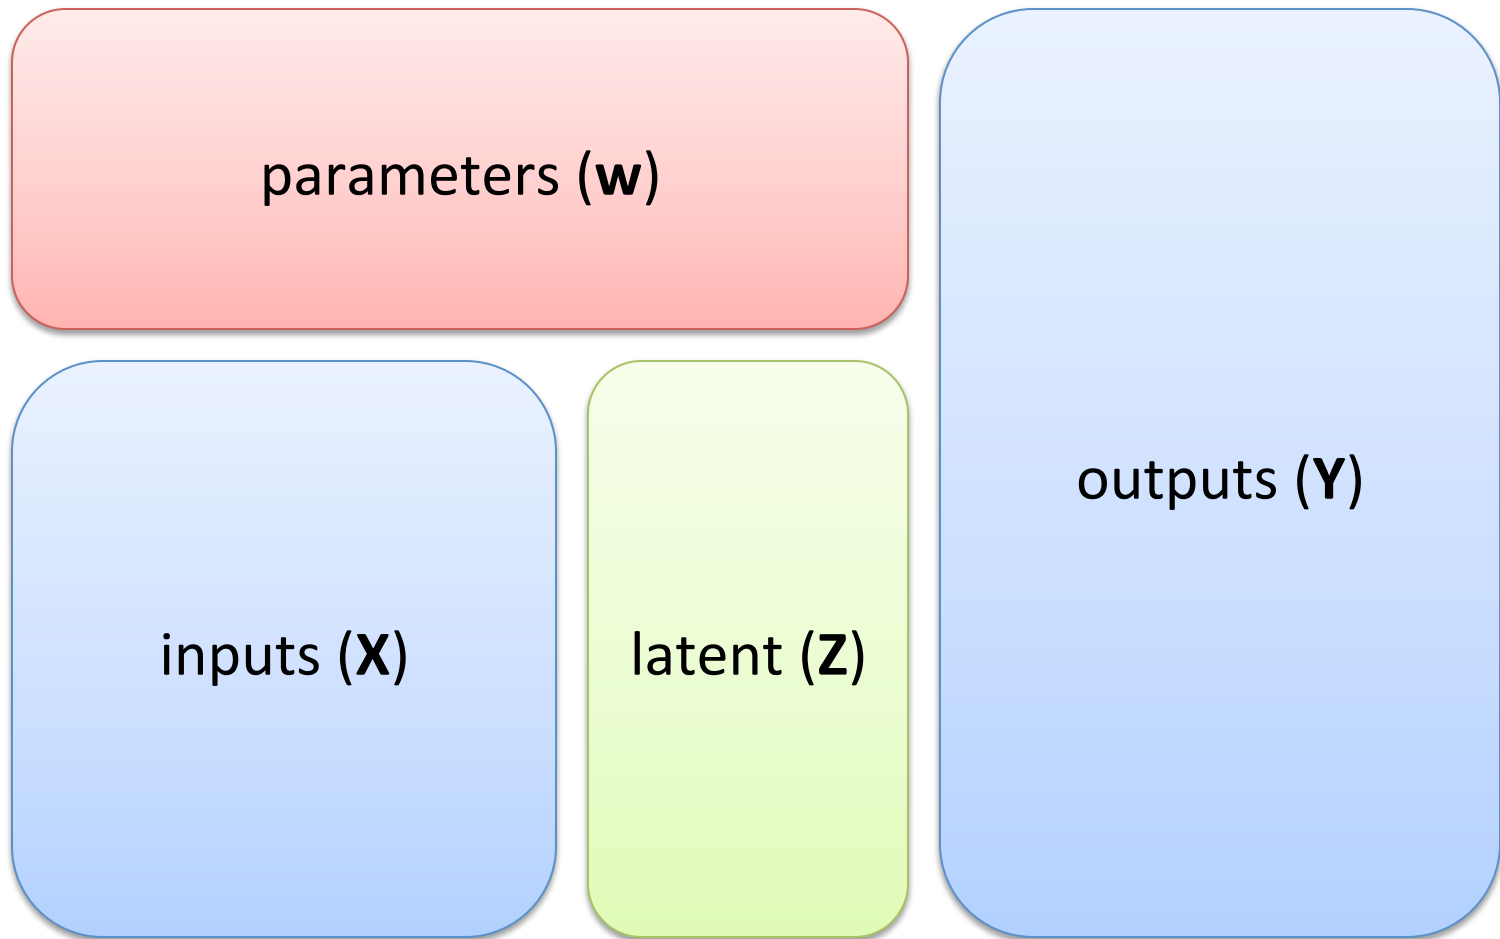 parameters (w)
inputs (X)
latent (Z)
outputs (Y)